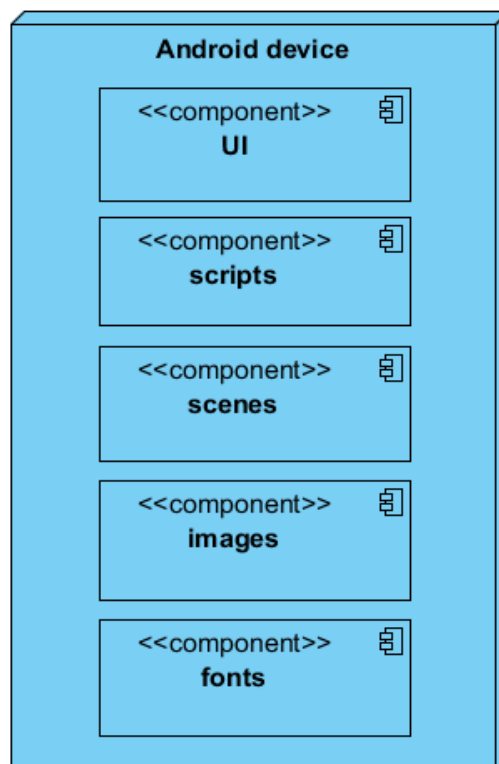 Android device
<<component>>
UI
<<component>>
scripts
<<component>>
scenes
<<component>>
images
<<component>>
fonts